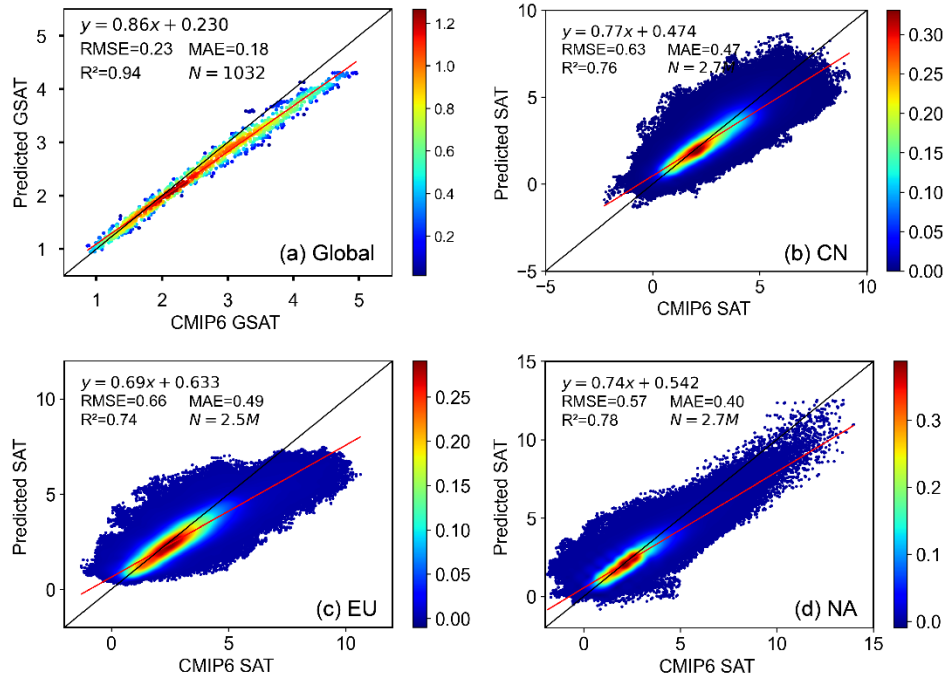 y = 0.86x + 0.230
RMSE=0.23 MAE=0.18
R²=0.94 N = 1032
5
4
3
2
1
Predicted GSAT
1 2 3 4 5
CMIP6 GSAT
(a) Global
1.2
1.0
0.8
0.6
0.4
0.2
y = 0.77x + 0.474
RMSE=0.63 MAE=0.47
R²=0.76 N = 2.7M
10
5
0
−5
Predicted SAT
−5 0 5 10
CMIP6 SAT
(b) CN
0.30
0.25
0.20
0.15
0.10
0.05
0.00
y = 0.69x + 0.633
RMSE=0.66 MAE=0.49
R²=0.74 N = 2.5M
10
5
0
Predicted SAT
0 5 10
CMIP6 SAT
(c) EU
0.25
0.20
0.15
0.10
0.05
0.00
y = 0.74x + 0.542
RMSE=0.57 MAE=0.40
R²=0.78 N = 2.7M
15
10
5
0
Predicted SAT
0 5 10 15
CMIP6 SAT
(d) NA
0.3
0.2
0.1
0.0